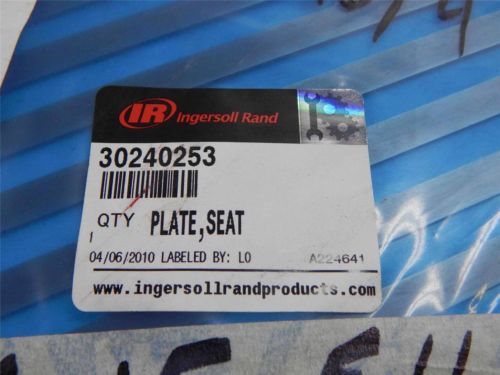 IR Ingersoll Rand
30240253
QTY PLATE,SEAT
1
04/06/2010 LABELED BY: LO A224641
www.ingersollrandproducts.com